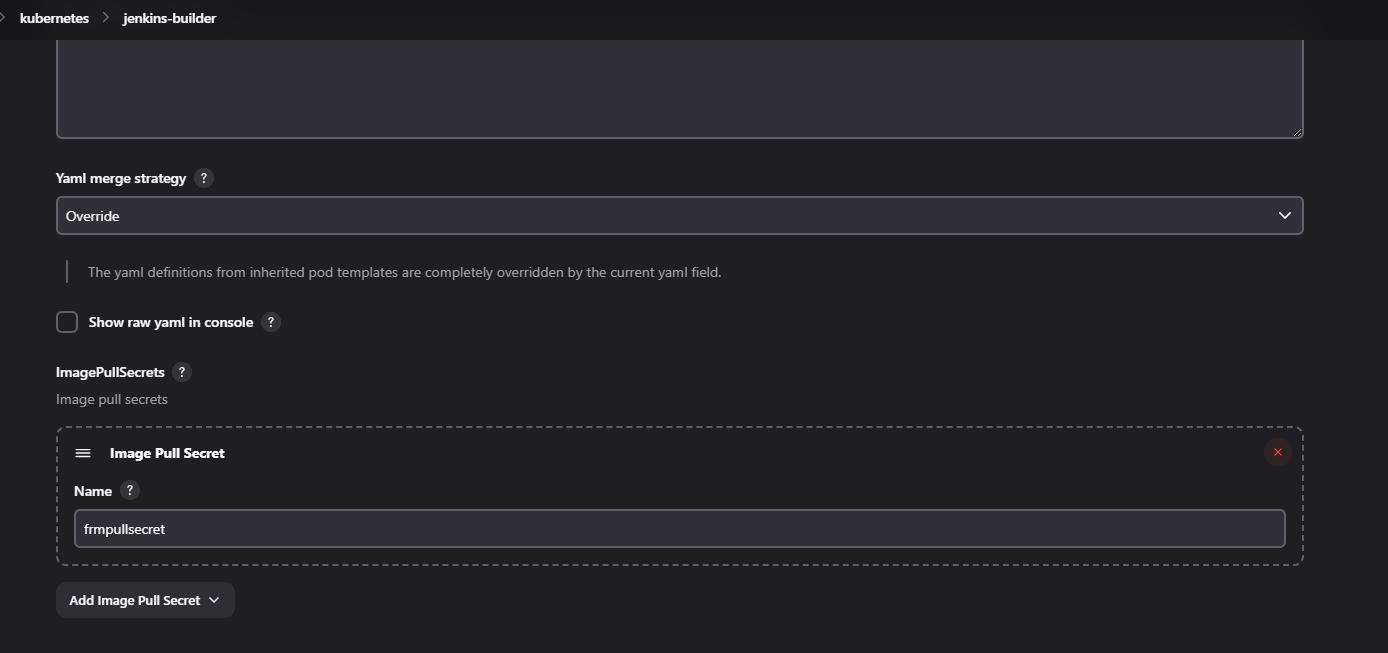 kubernetes > jenkins-builder
Yaml merge strategy ?
Override
The yaml definitions from inherited pod templates are completely overridden by the current yaml field.
Show raw yaml in console ?
ImagePullSecrets ?
Image pull secrets
Image Pull Secret
Name ?
frmpullsecret
Add Image Pull Secret